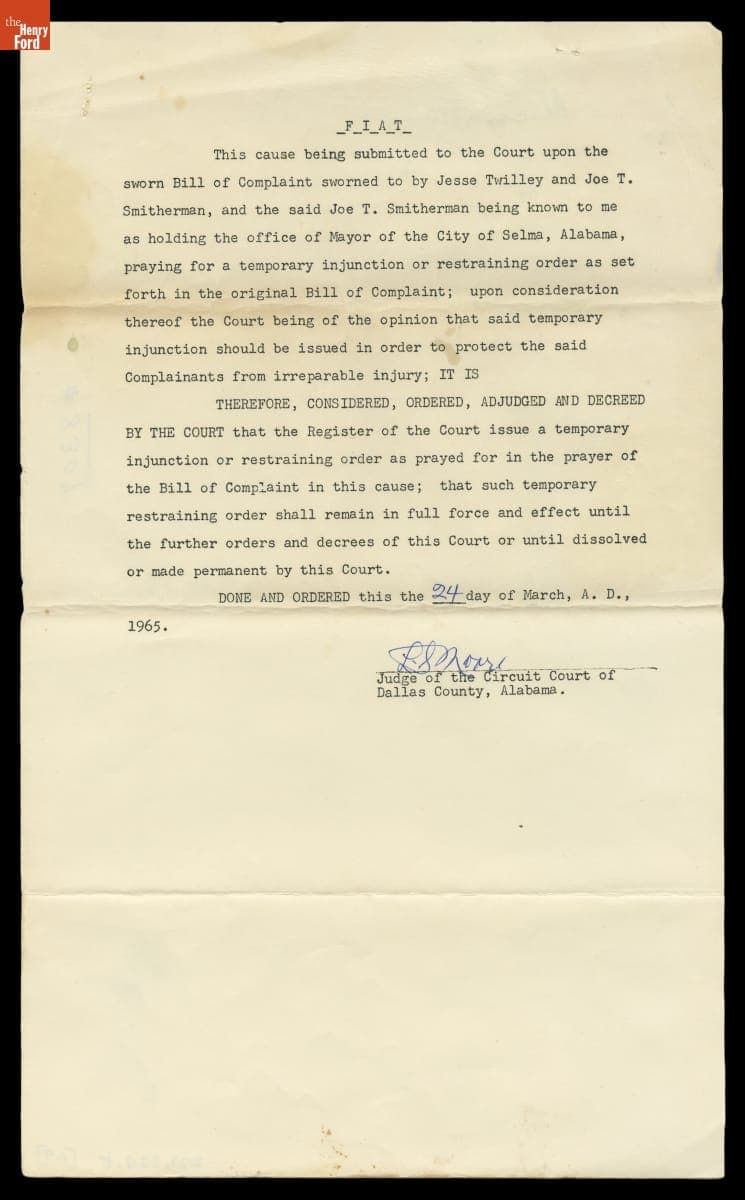 the
Henry
Ford
F I A T
This cause being submitted to the Court upon the
sworn Bill of Complaint sworned to by Jesse Twilley and Joe T.
Smitherman, and the said Joe T. Smitherman being known to me
as holding the office of Mayor of the City of Selma, Alabama,
praying for a temporary injunction or restraining order as set
forth in the original Bill of Complaint; upon consideration
thereof the Court being of the opinion that said temporary
injunction should be issued in order to protect the said
Complainants from irreparable injury; IT IS
THEREFORE, CONSIDERED, ORDERED, ADJUDGED AND DECREED
BY THE COURT that the Register of the Court issue a temporary
injunction or restraining order as prayed for in the prayer of
the Bill of Complaint in this cause; that such temporary
restraining order shall remain in full force and effect until
the further orders and decrees of this Court or until dissolved
or made permanent by this Court.
DONE AND ORDERED this the 24 day of March, A. D.,
1965.
L S Moore
Judge of the Circuit Court of
Dallas County, Alabama.